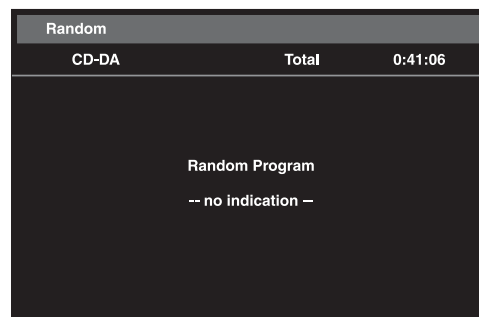 Random
CD-DA Total 0:41:06
Random Program
-- no indication –